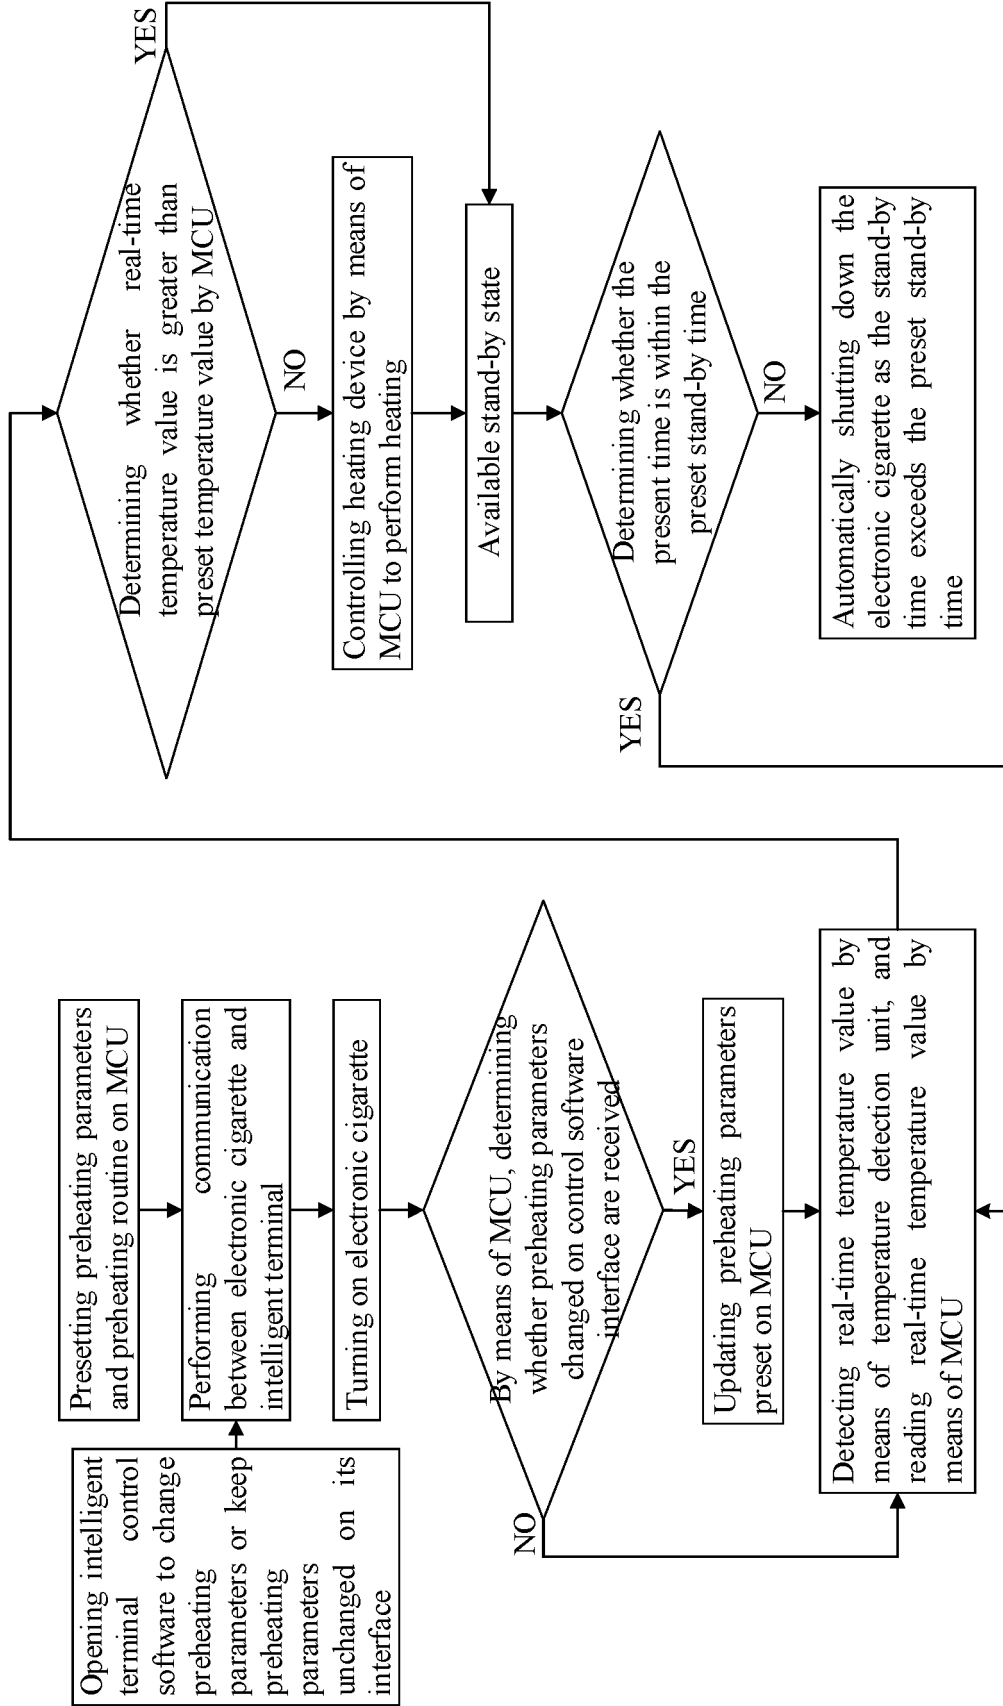 Opening intelligent
terminal control
software to change
preheating
parameters or keep
preheating
parameters
unchanged on its
interface
Presetting preheating parameters
and preheating routine on MCU
Performing communication
between electronic cigarette and
intelligent terminal
Turning on electronic cigarette
By means of MCU, determining
whether preheating parameters
changed on control software
interface are received
NO
YES
Updating preheating parameters
preset on MCU
Detecting real-time temperature value by
means of temperature detection unit, and
reading real-time temperature value by
means of MCU
Determining whether real-time
temperature value is greater than
preset temperature value by MCU
YES
NO
Controlling heating device by means of
MCU to perform heating
Available stand-by state
Determining whether the
present time is within the
preset stand-by time
YES
NO
Automatically shutting down the
electronic cigarette as the stand-by
time exceeds the preset stand-by
time